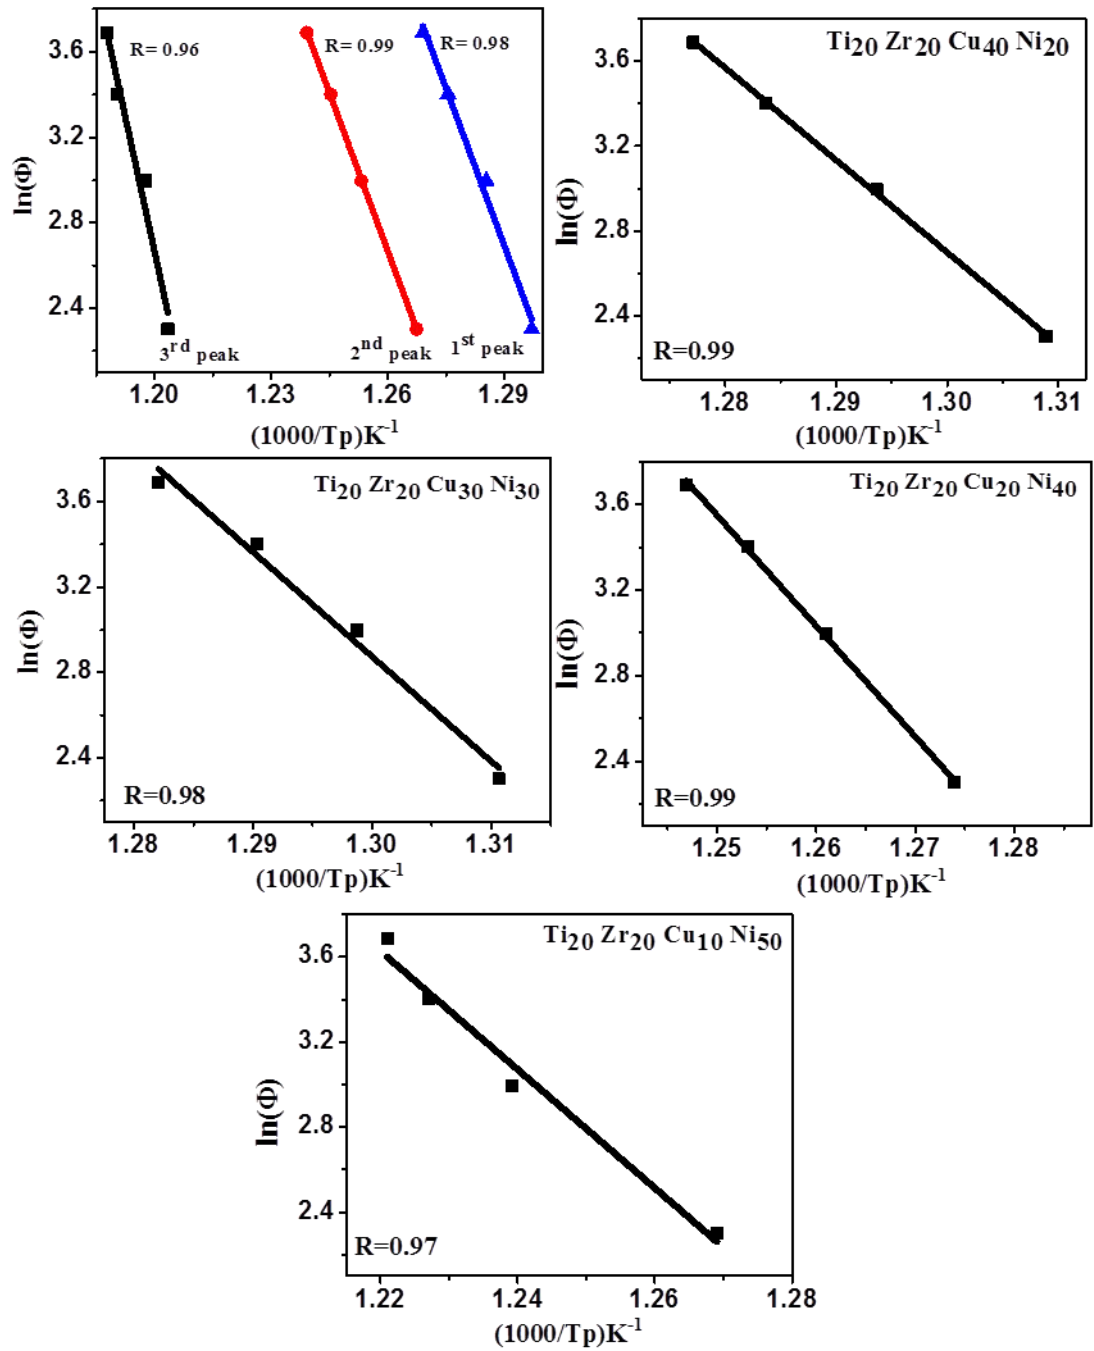 3.6
3.2
2.8
2.4
ln(Φ)
R= 0.96
R= 0.99
R= 0.98
3rd peak
2nd peak
1st peak
1.20
1.23
1.26
1.29
(1000/Tp)K-1
Ti20 Zr20 Cu40 Ni20
3.6
3.2
2.8
2.4
ln(Φ)
R=0.99
1.28
1.29
1.30
1.31
(1000/Tp)K-1
Ti20 Zr20 Cu30 Ni30
3.6
3.2
2.8
2.4
ln(Φ)
R=0.98
1.28
1.29
1.30
1.31
(1000/Tp)K-1
Ti20 Zr20 Cu20 Ni40
3.6
3.2
2.8
2.4
ln(Φ)
R=0.99
1.25
1.26
1.27
1.28
(1000/Tp)K-1
Ti20 Zr20 Cu10 Ni50
3.6
3.2
2.8
2.4
ln(Φ)
R=0.97
1.22
1.24
1.26
1.28
(1000/Tp)K-1